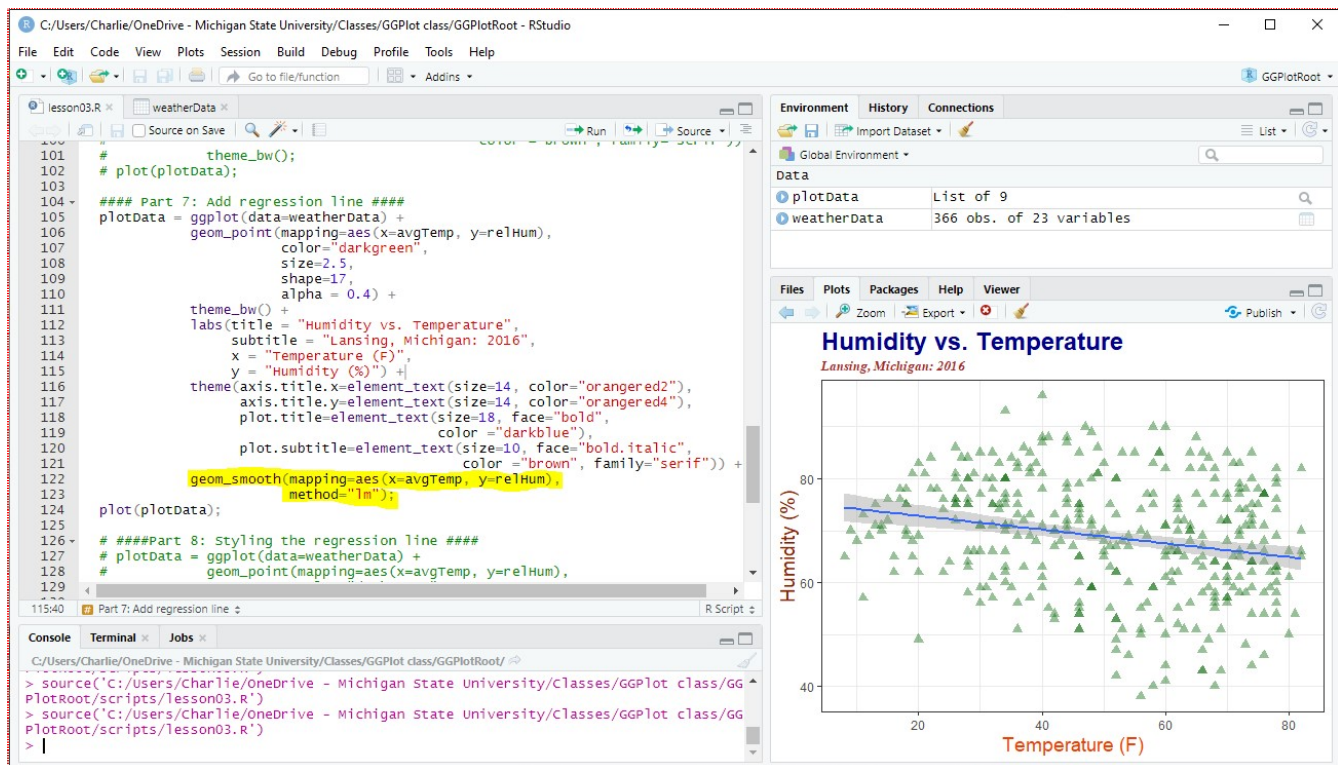 C:/Users/Charlie/OneDrive - Michigan State University/Classes/GGPlot class/GGPlotRoot - RStudio
File Edit Code View Plots Session Build Debug Profile Tools Help
Go to file/function Addins GGPlotRoot
lesson03.R weatherData
Source on Save Run Source
101 # theme_bw();
102 # plot(plotData);
103
104 #### Part 7: Add regression line ####
105 plotData = ggplot(data=weatherData) +
106 geom_point(mapping=aes(x=avgTemp, y=relHum),
107 color="darkgreen",
108 size=2.5,
109 shape=17,
110 alpha = 0.4) +
111 theme_bw() +
112 labs(title = "Humidity vs. Temperature",
113 subtitle = "Lansing, Michigan: 2016",
114 x = "Temperature (F)",
115 y = "Humidity (%)") +
116 theme(axis.title.x=element_text(size=14, color="orangered2"),
117 axis.title.y=element_text(size=14, color="orangered4"),
118 plot.title=element_text(size=18, face="bold",
119 color ="darkblue"),
120 plot.subtitle=element_text(size=10, face="bold.italic",
121 color ="brown", family="serif")) +
122 geom_smooth(mapping=aes(x=avgTemp, y=relHum),
123 method="lm");
124 plot(plotData);
125
126 # ####Part 8: Styling the regression line ####
127 # plotData = ggplot(data=weatherData) +
128 # geom_point(mapping=aes(x=avgTemp, y=relHum),
129
115:40 Part 7: Add regression line R Script
Console Terminal Jobs
C:/Users/Charlie/OneDrive - Michigan State University/Classes/GGPlot class/GGPlotRoot/
> source('C:/Users/Charlie/OneDrive - Michigan State University/Classes/GGPlot class/GG
PlotRoot/scripts/lesson03.R')
> source('C:/Users/Charlie/OneDrive - Michigan State University/Classes/GGPlot class/GG
PlotRoot/scripts/lesson03.R')
>
Environment History Connections
Import Dataset List
Global Environment
Data
plotData List of 9
weatherData 366 obs. of 23 variables
Files Plots Packages Help Viewer
Zoom Export Publish
Humidity vs. Temperature
Lansing, Michigan: 2016
Humidity (%)
80
60
40
20 40 60 80
Temperature (F)